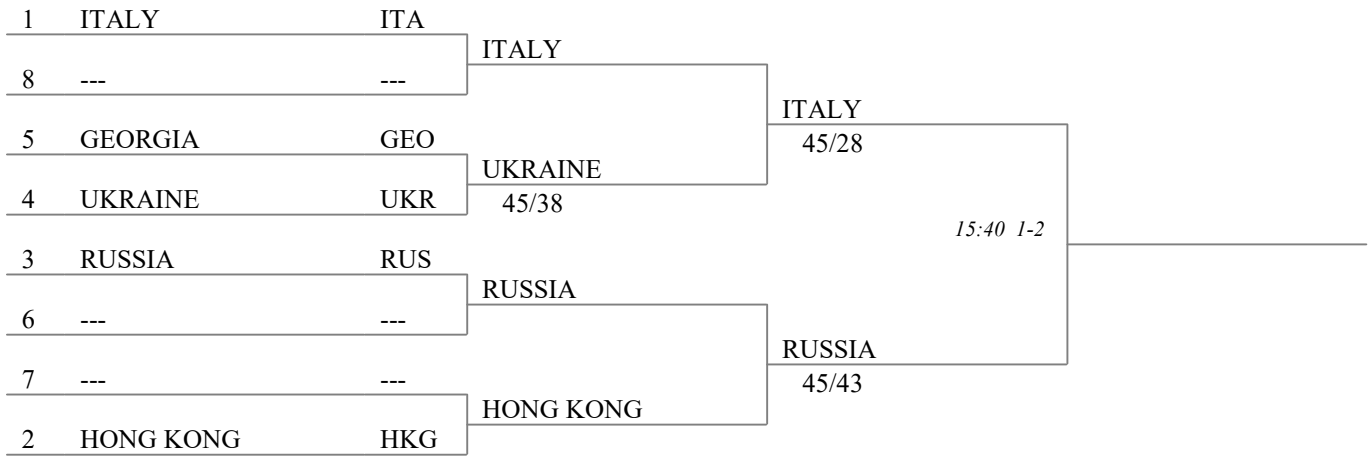 1 ITALY ITA
ITALY
8 --- ---
ITALY
45/28
5 GEORGIA GEO
UKRAINE
45/38
4 UKRAINE UKR
15:40 1-2
3 RUSSIA RUS
RUSSIA
6 --- ---
RUSSIA
45/43
7 --- ---
HONG KONG
2 HONG KONG HKG